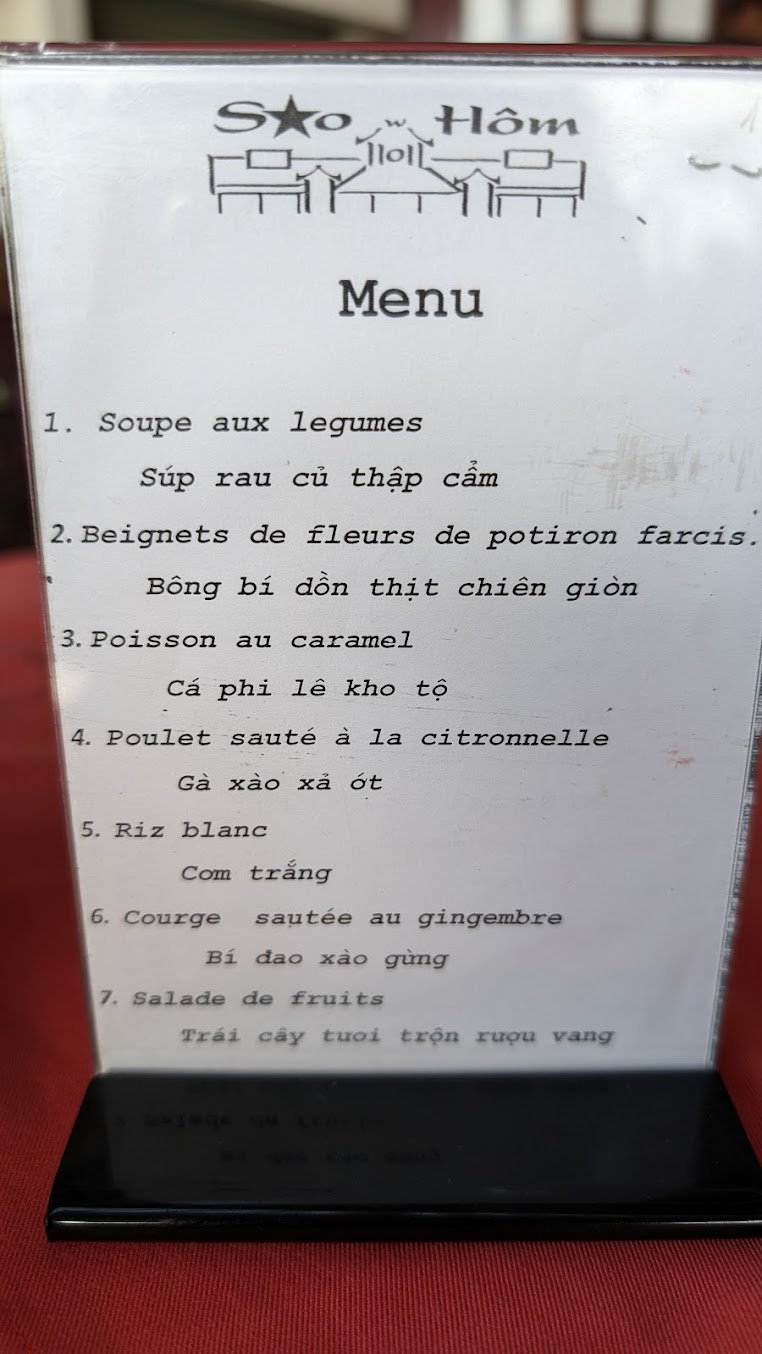 Sao Hôm
Menu
1. Soupe aux legumes
Súp rau củ thập cẩm
2. Beignets de fleurs de potiron farcis.
Bông bí dồn thịt chiên giòn
3. Poisson au caramel
Cá phi lê kho tộ
4. Poulet sauté à la citronnelle
Gà xào xả ớt
5. Riz blanc
Com trắng
6. Courge sautée au gingembre
Bí đao xào gừng
7. Salade de fruits
Trái cây tuoi trộn rượu vang